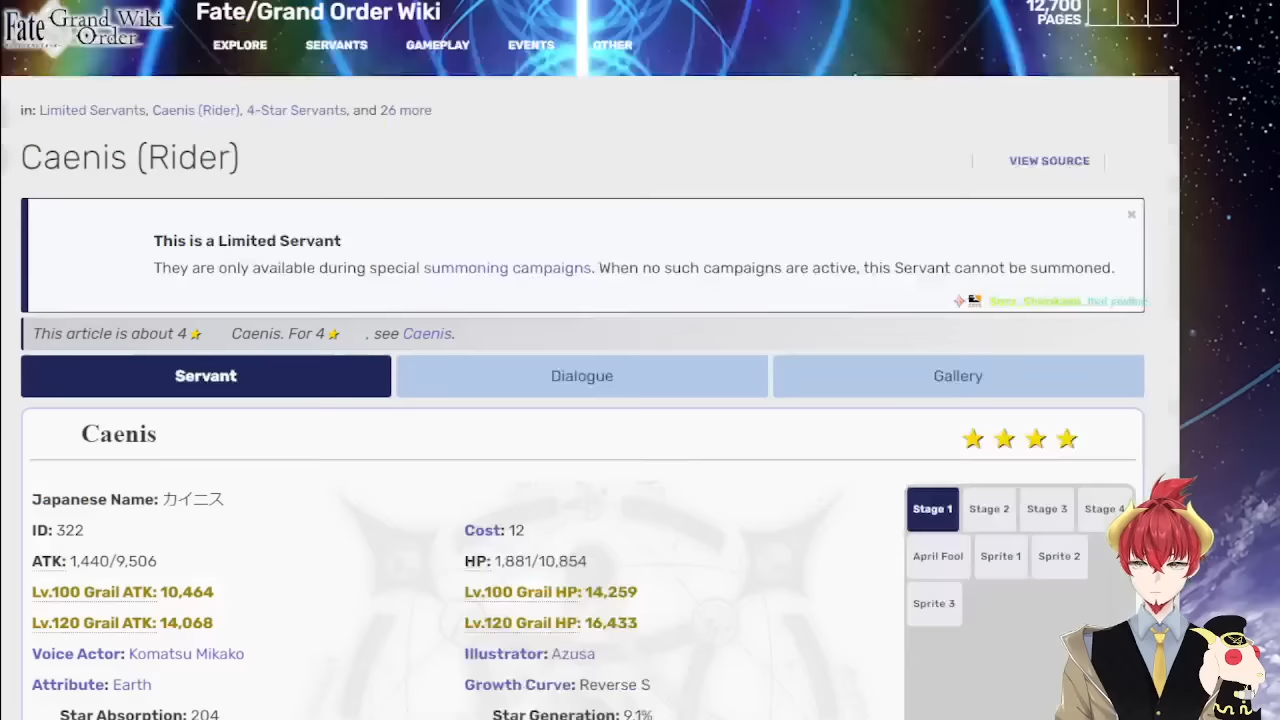 Fate Grand Order Wiki
Fate/Grand Order Wiki
12,700 PAGES
EXPLORE SERVANTS GAMEPLAY EVENTS OTHER
in: Limited Servants, Caenis (Rider), 4-Star Servants, and 26 more
Caenis (Rider)
VIEW SOURCE
This is a Limited Servant
They are only available during special summoning campaigns. When no such campaigns are active, this Servant cannot be summoned.
This article is about 4★ Caenis. For 4★ , see Caenis.
Servant Dialogue Gallery
Caenis
Japanese Name: カイニス
ID: 322 Cost: 12
ATK: 1,440/9,506 HP: 1,881/10,854
Lv.100 Grail ATK: 10,464 Lv.100 Grail HP: 14,259
Lv.120 Grail ATK: 14,068 Lv.120 Grail HP: 16,433
Voice Actor: Komatsu Mikako Illustrator: Azusa
Attribute: Earth Growth Curve: Reverse S
Star Absorption: 204 Star Generation: 9.1%
Stage 1 Stage 2 Stage 3 Stage 4
April Fool Sprite 1 Sprite 2
Sprite 3